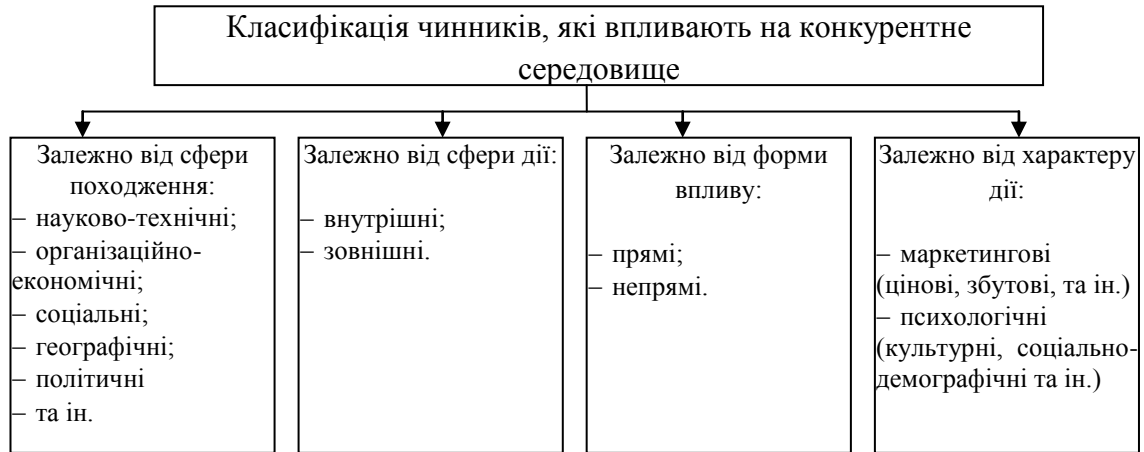 Класифікація чинників, які впливають на конкурентне
середовище
Залежно від сфери
походження:
– науково-технічні;
– організаційно-
економічні;
– соціальні;
– географічні;
– політичні
– та ін.
Залежно від сфери дії:
– внутрішні;
– зовнішні.
Залежно від форми
впливу:
– прямі;
– непрямі.
Залежно від характеру
дії:
– маркетингові
(цінові, збутові, та ін.)
– психологічні
(культурні, соціально-
демографічні та ін.)